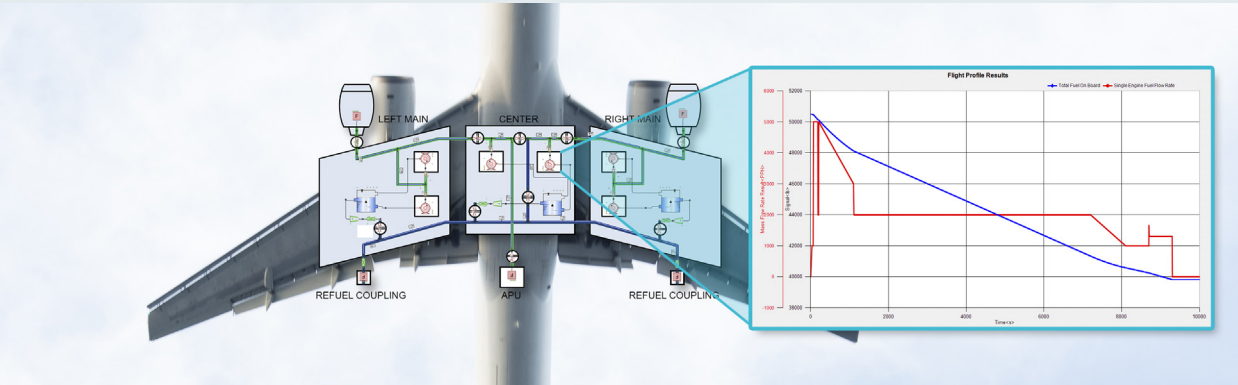 LEFT MAIN
CENTER
RIGHT MAIN
REFUEL COUPLING
APU
REFUEL COUPLING
Flight Profile Results
Total Fuel On Board
Single Engine Fuel Flow Rate
6000
5000
4000
3000
2000
1000
0
-1000
52000
50000
48000
46000
44000
42000
40000
38000
0
2000
4000
6000
8000
10000
Time<s>